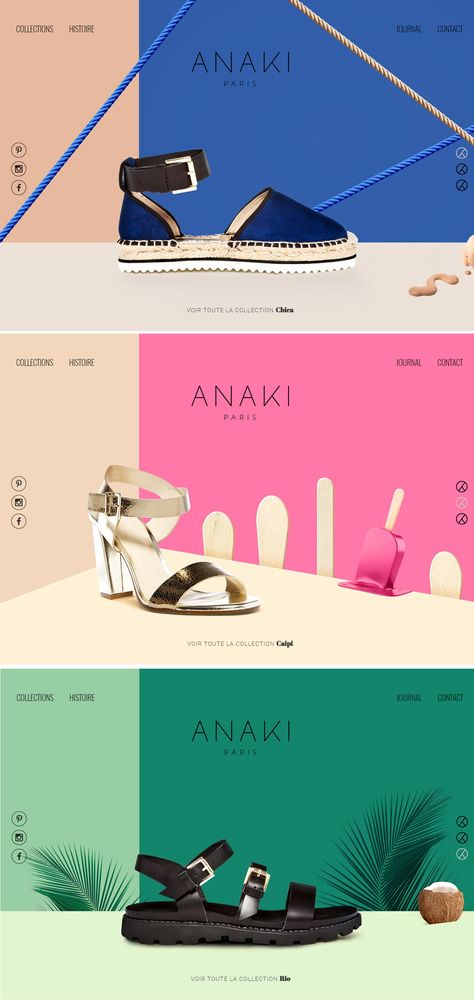 COLLECTIONS HISTOIRE JOURNAL CONTACT
ANAKI
PARIS
VOIR TOUTE LA COLLECTION Chica
COLLECTIONS HISTOIRE JOURNAL CONTACT
ANAKI
PARIS
VOIR TOUTE LA COLLECTION Caipi
COLLECTIONS HISTOIRE JOURNAL CONTACT
ANAKI
PARIS
VOIR TOUTE LA COLLECTION Rio